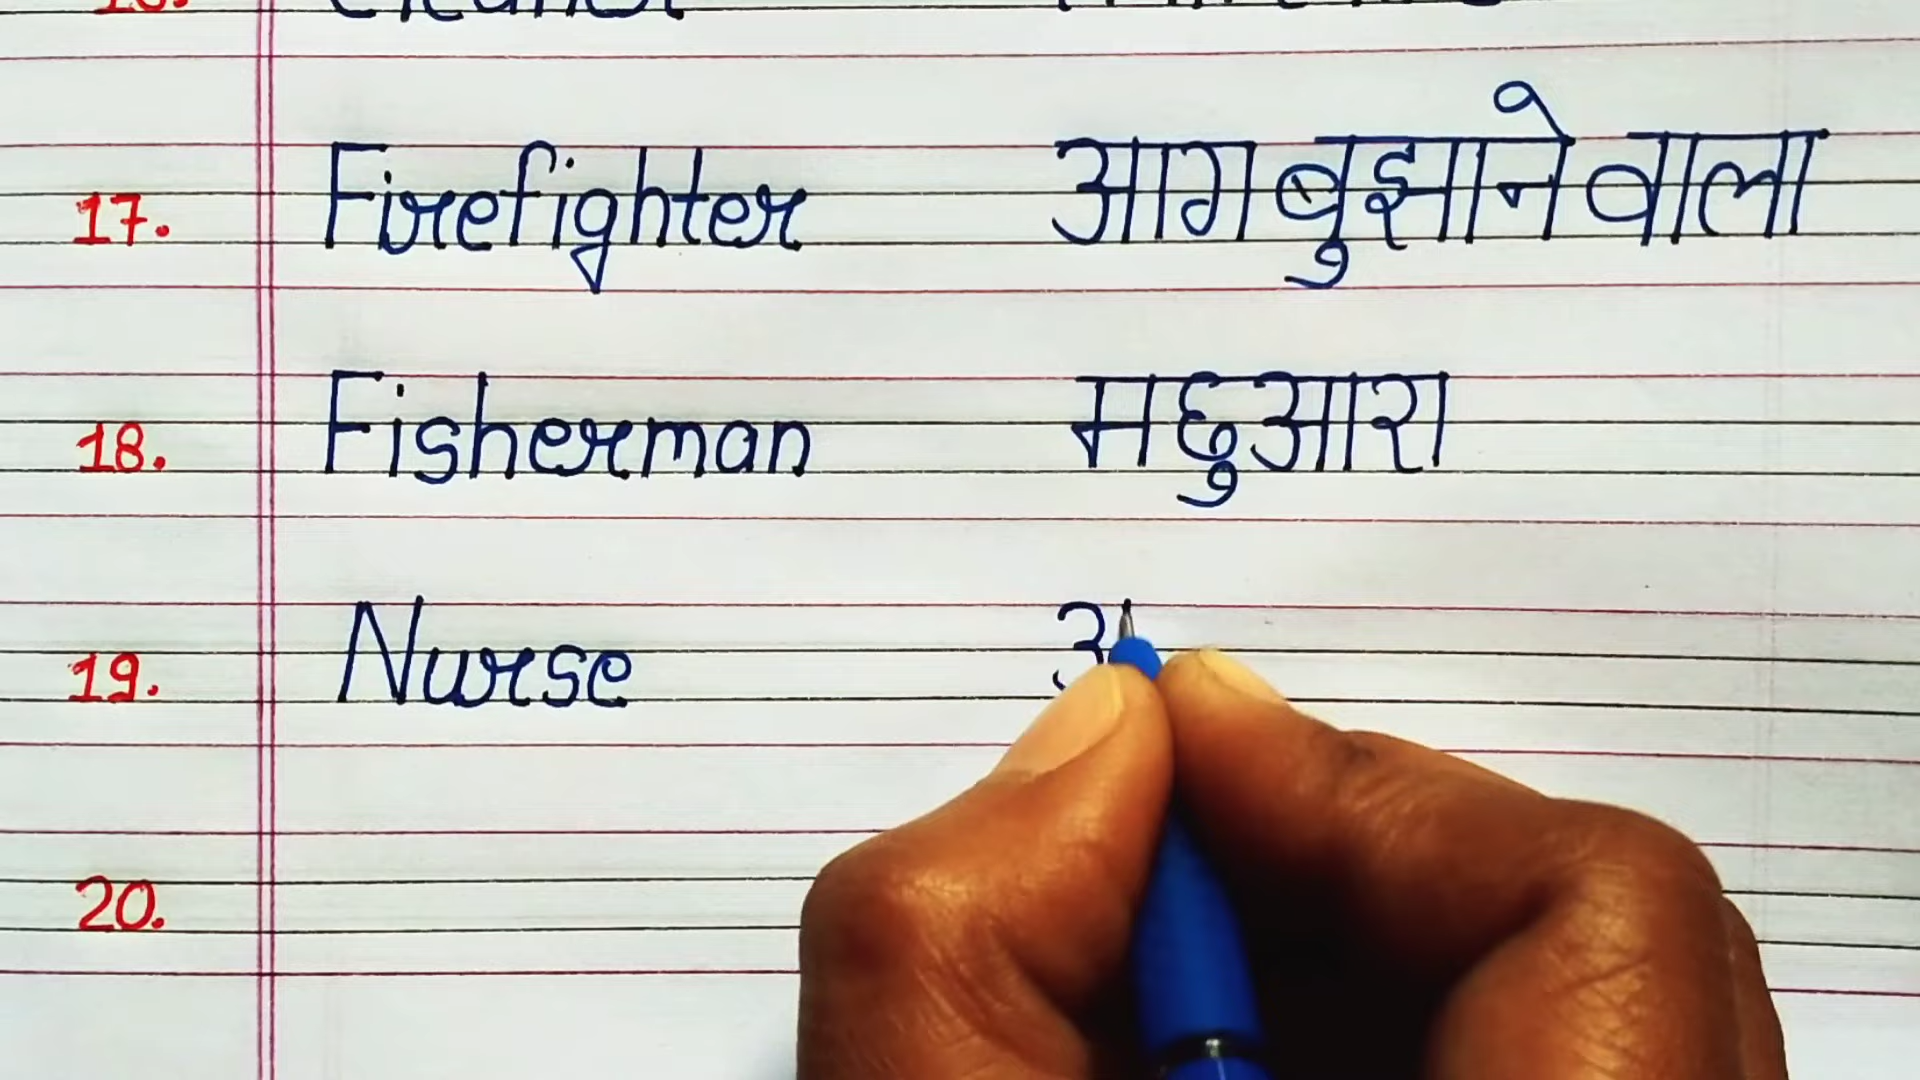 17. Firefighter आग बुझाने वाला
18. Fisherman मछुआरा
19. Nurse
20.